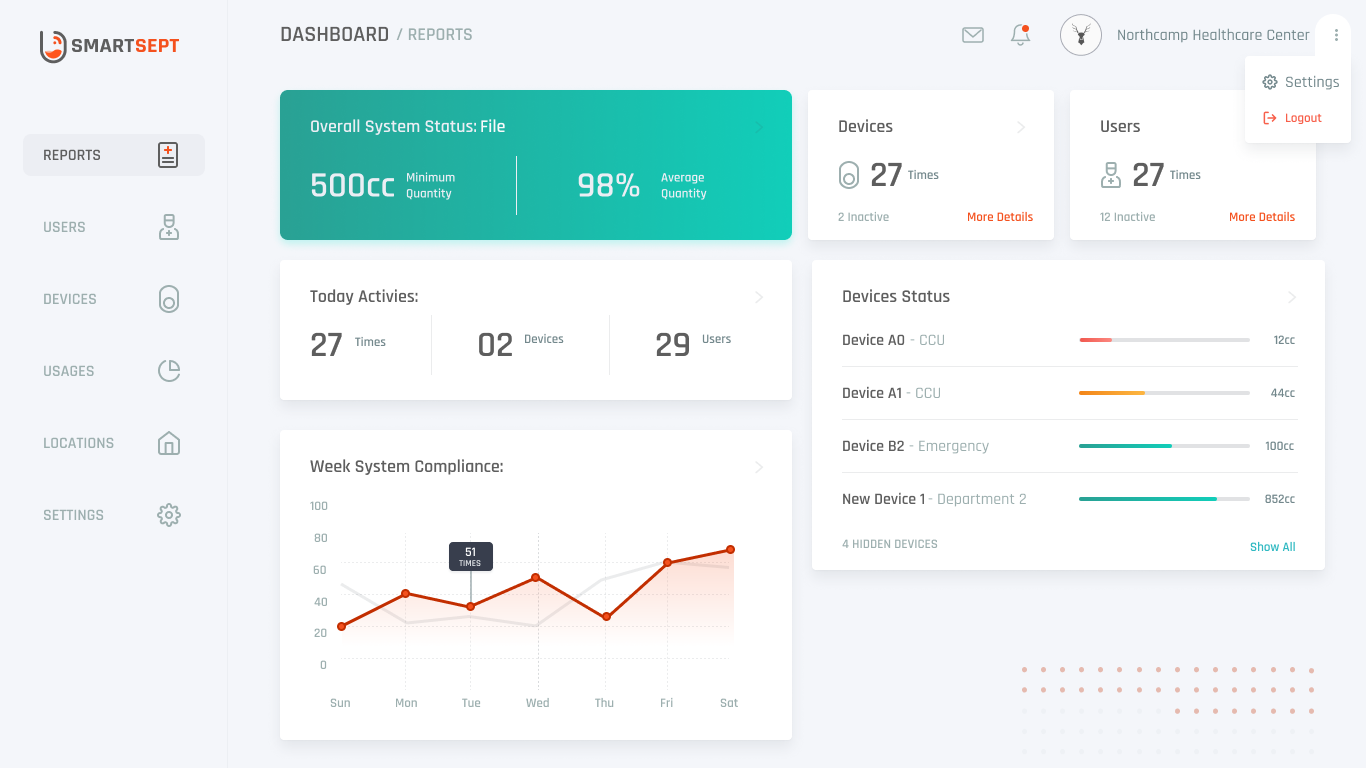 SMARTSEPT
DASHBOARD / REPORTS
Northcamp Healthcare Center
Settings
Logout
REPORTS
USERS
DEVICES
USAGES
LOCATIONS
SETTINGS
Overall System Status: File
500cc Minimum Quantity
98% Average Quantity
Devices
27 Times
2 Inactive More Details
Users
27 Times
12 Inactive More Details
Today Activies:
27 Times
02 Devices
29 Users
Devices Status
Device A0 - CCU 12cc
Device A1 - CCU 44cc
Device B2 - Emergency 100cc
New Device 1 - Department 2 852cc
4 HIDDEN DEVICES Show All
Week System Compliance:
100
80
60
40
20
0
51
TIMES
Sun Mon Tue Wed Thu Fri Sat